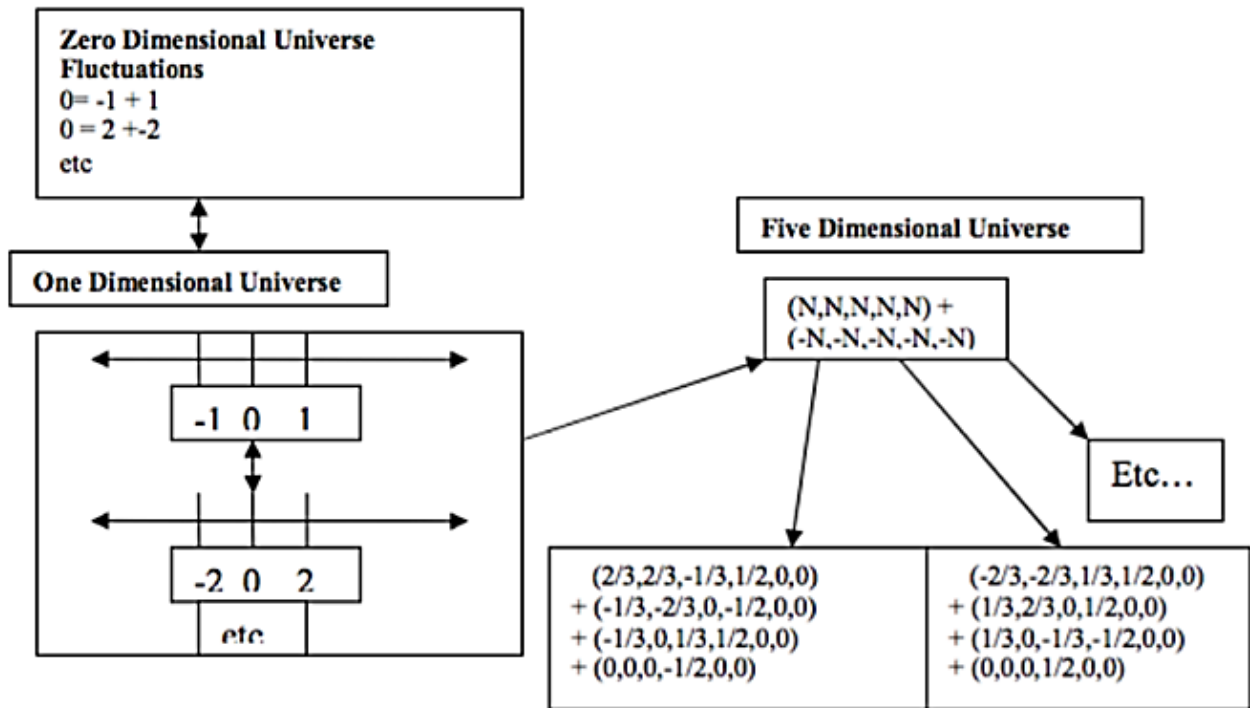 Zero Dimensional Universe
Fluctuations
0= -1 + 1
0 = 2 +-2
etc
One Dimensional Universe
-1 0 1
-2 0 2
etc
Five Dimensional Universe
(N,N,N,N,N) +
(-N,-N,-N,-N,-N)
Etc...
(2/3,2/3,-1/3,1/2,0,0)
+ (-1/3,-2/3,0,-1/2,0,0)
+ (-1/3,0,1/3,1/2,0,0)
+ (0,0,0,-1/2,0,0)
(-2/3,-2/3,1/3,1/2,0,0)
+ (1/3,2/3,0,1/2,0,0)
+ (1/3,0,-1/3,-1/2,0,0)
+ (0,0,0,1/2,0,0)